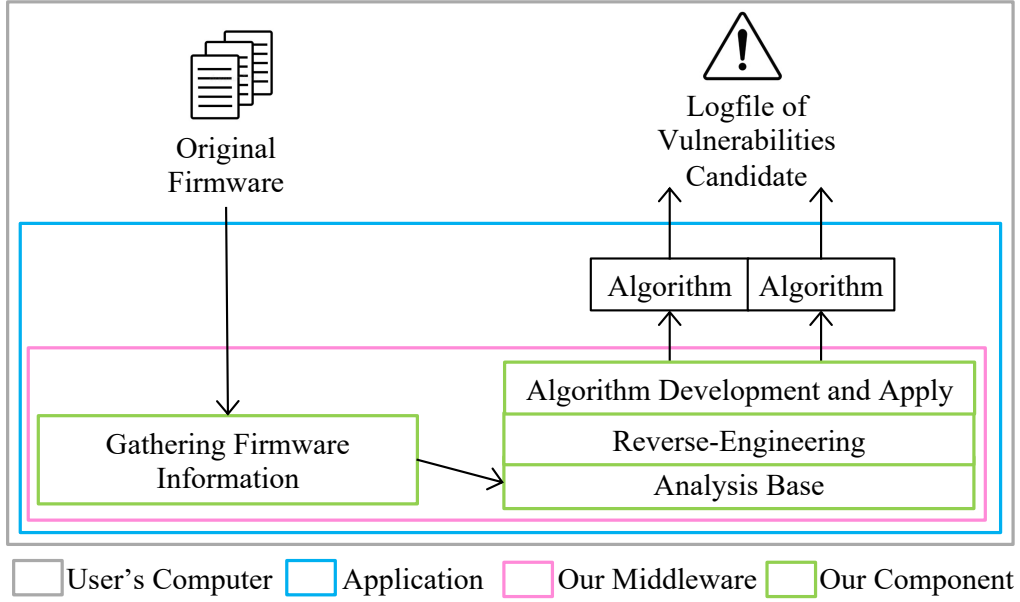 Original
Firmware
Logfile of
Vulnerabilities
Candidate
Algorithm
Algorithm
Algorithm Development and Apply
Reverse-Engineering
Analysis Base
Gathering Firmware
Information
User’s Computer
Application
Our Middleware
Our Component